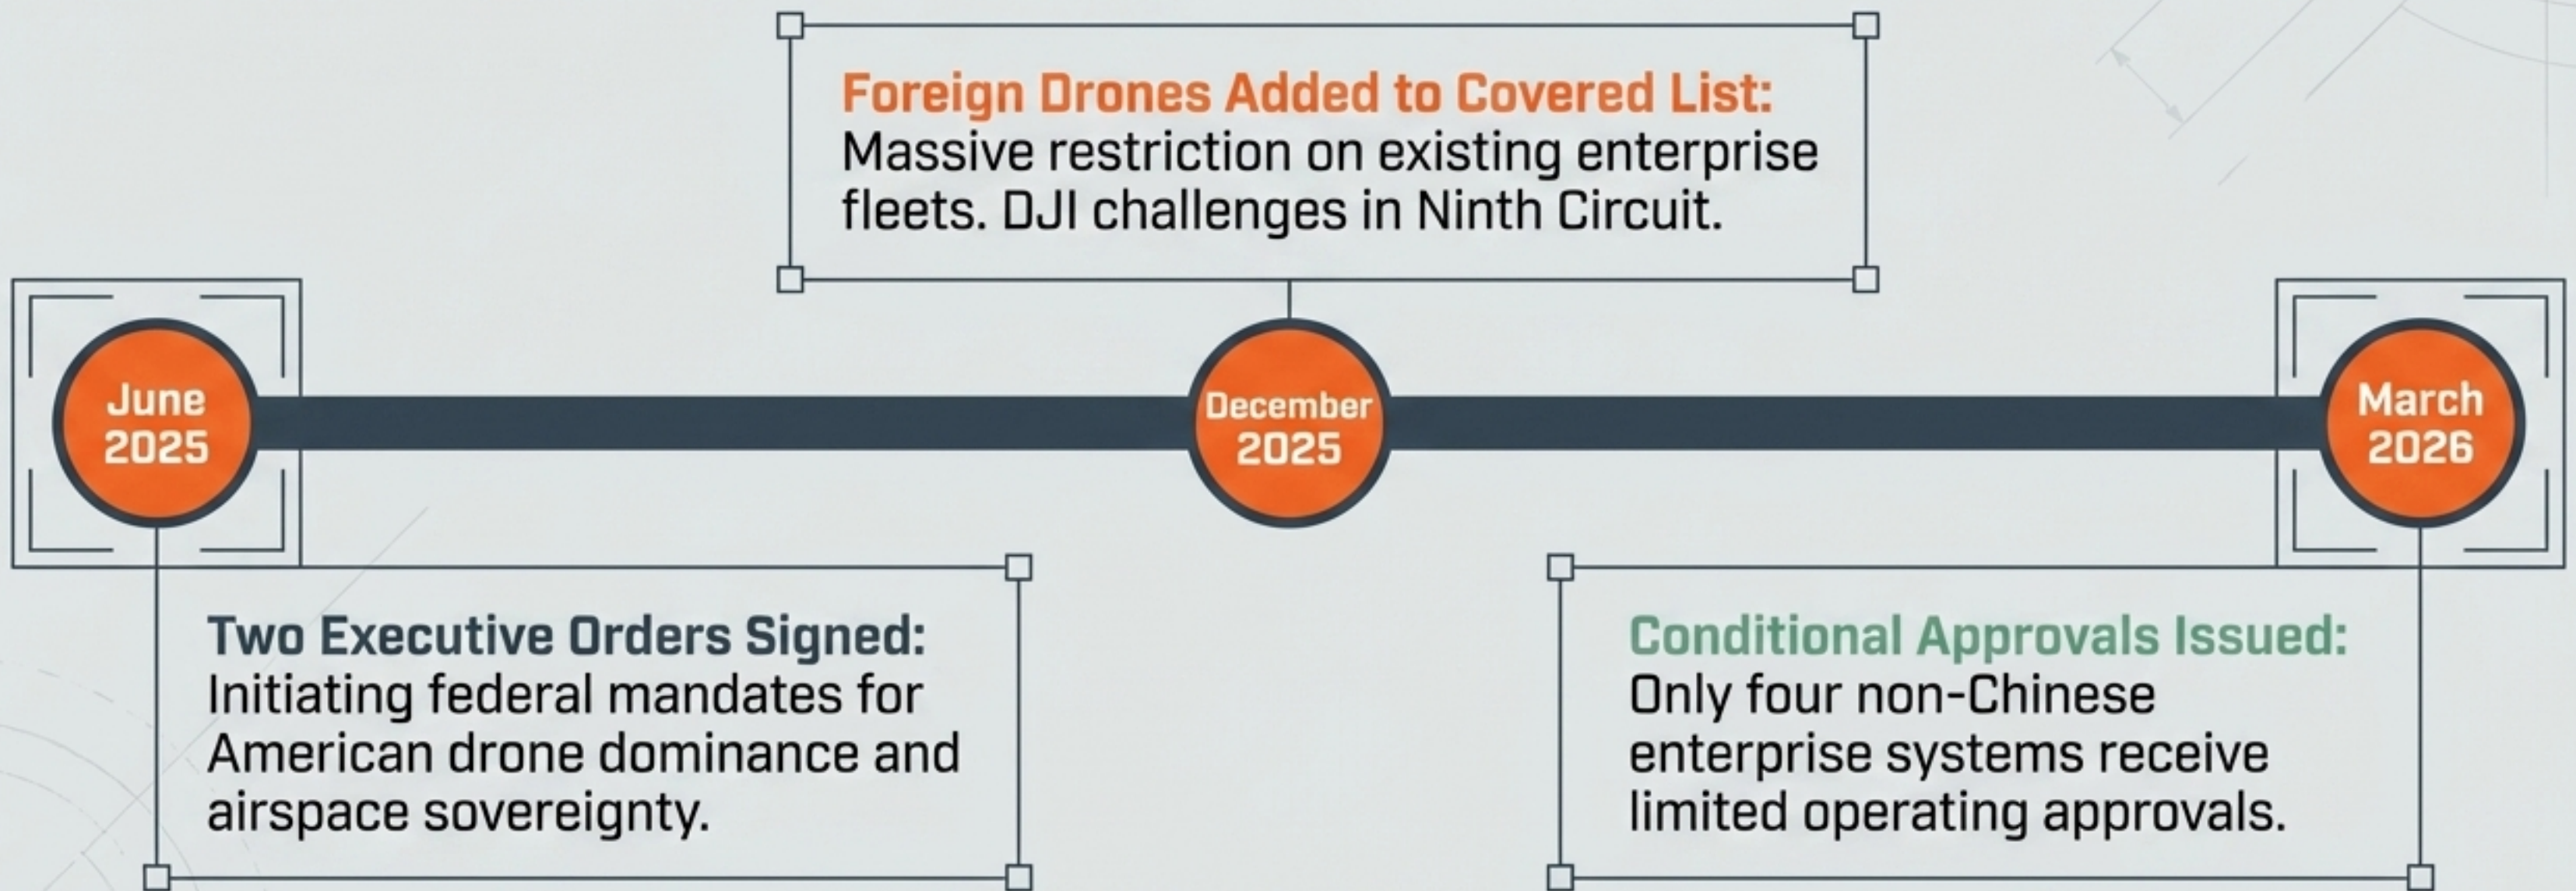 Foreign Drones Added to Covered List:
Massive restriction on existing enterprise
fleets. DJI challenges in Ninth Circuit.
June
2025
December
2025
March
2026
Two Executive Orders Signed:
Initiating federal mandates for
American drone dominance and
airspace sovereignty.
Conditional Approvals Issued:
Only four non-Chinese
enterprise systems receive
limited operating approvals.